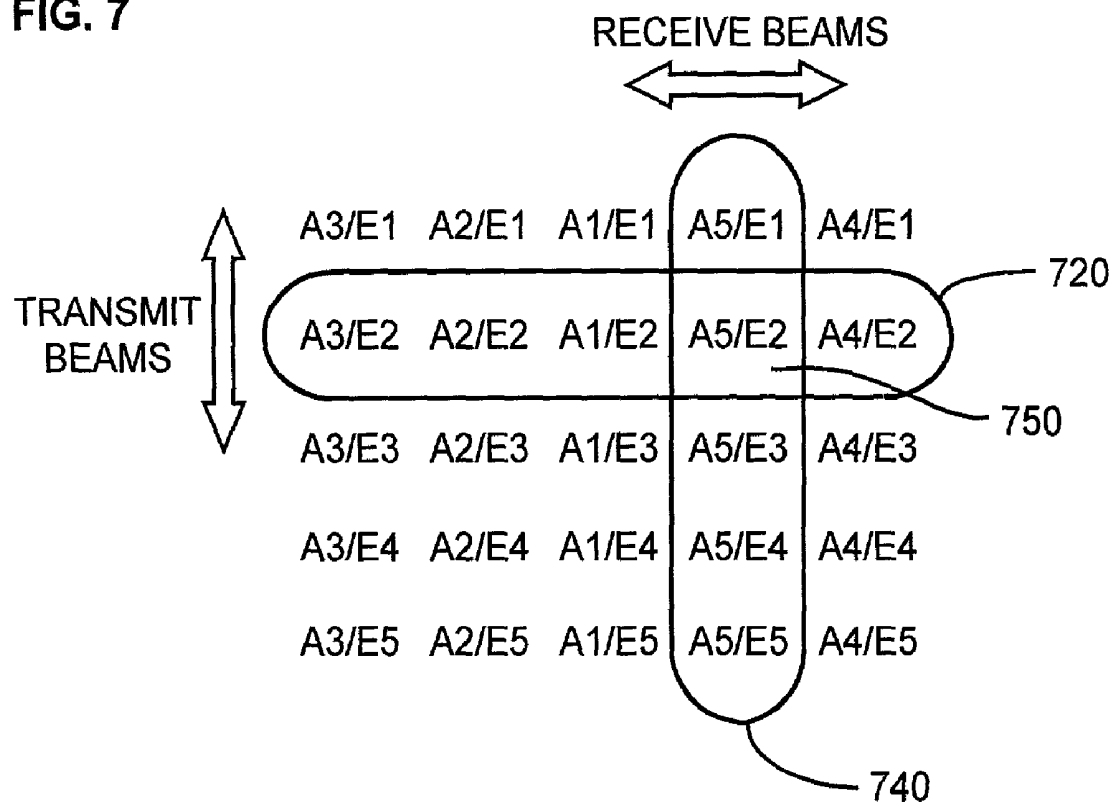 FIG. 7
RECEIVE BEAMS
TRANSMIT
BEAMS
A3/E1 A2/E1 A1/E1 A5/E1 A4/E1
720
A3/E2 A2/E2 A1/E2 A5/E2 A4/E2
750
A3/E3 A2/E3 A1/E3 A5/E3 A4/E3
A3/E4 A2/E4 A1/E4 A5/E4 A4/E4
A3/E5 A2/E5 A1/E5 A5/E5 A4/E5
740